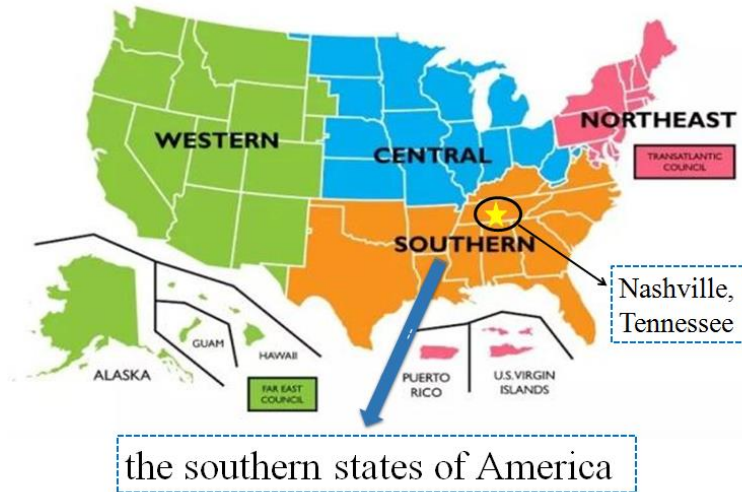 WESTERN
CENTRAL
NORTHEAST
TRANSATLANTIC
COUNCIL
SOUTHERN
Nashville,
Tennessee
GUAM
HAWAII
ALASKA
FAR EAST
COUNCIL
PUERTO
RICO
U.S.VIRGIN
ISLANDS
the southern states of America